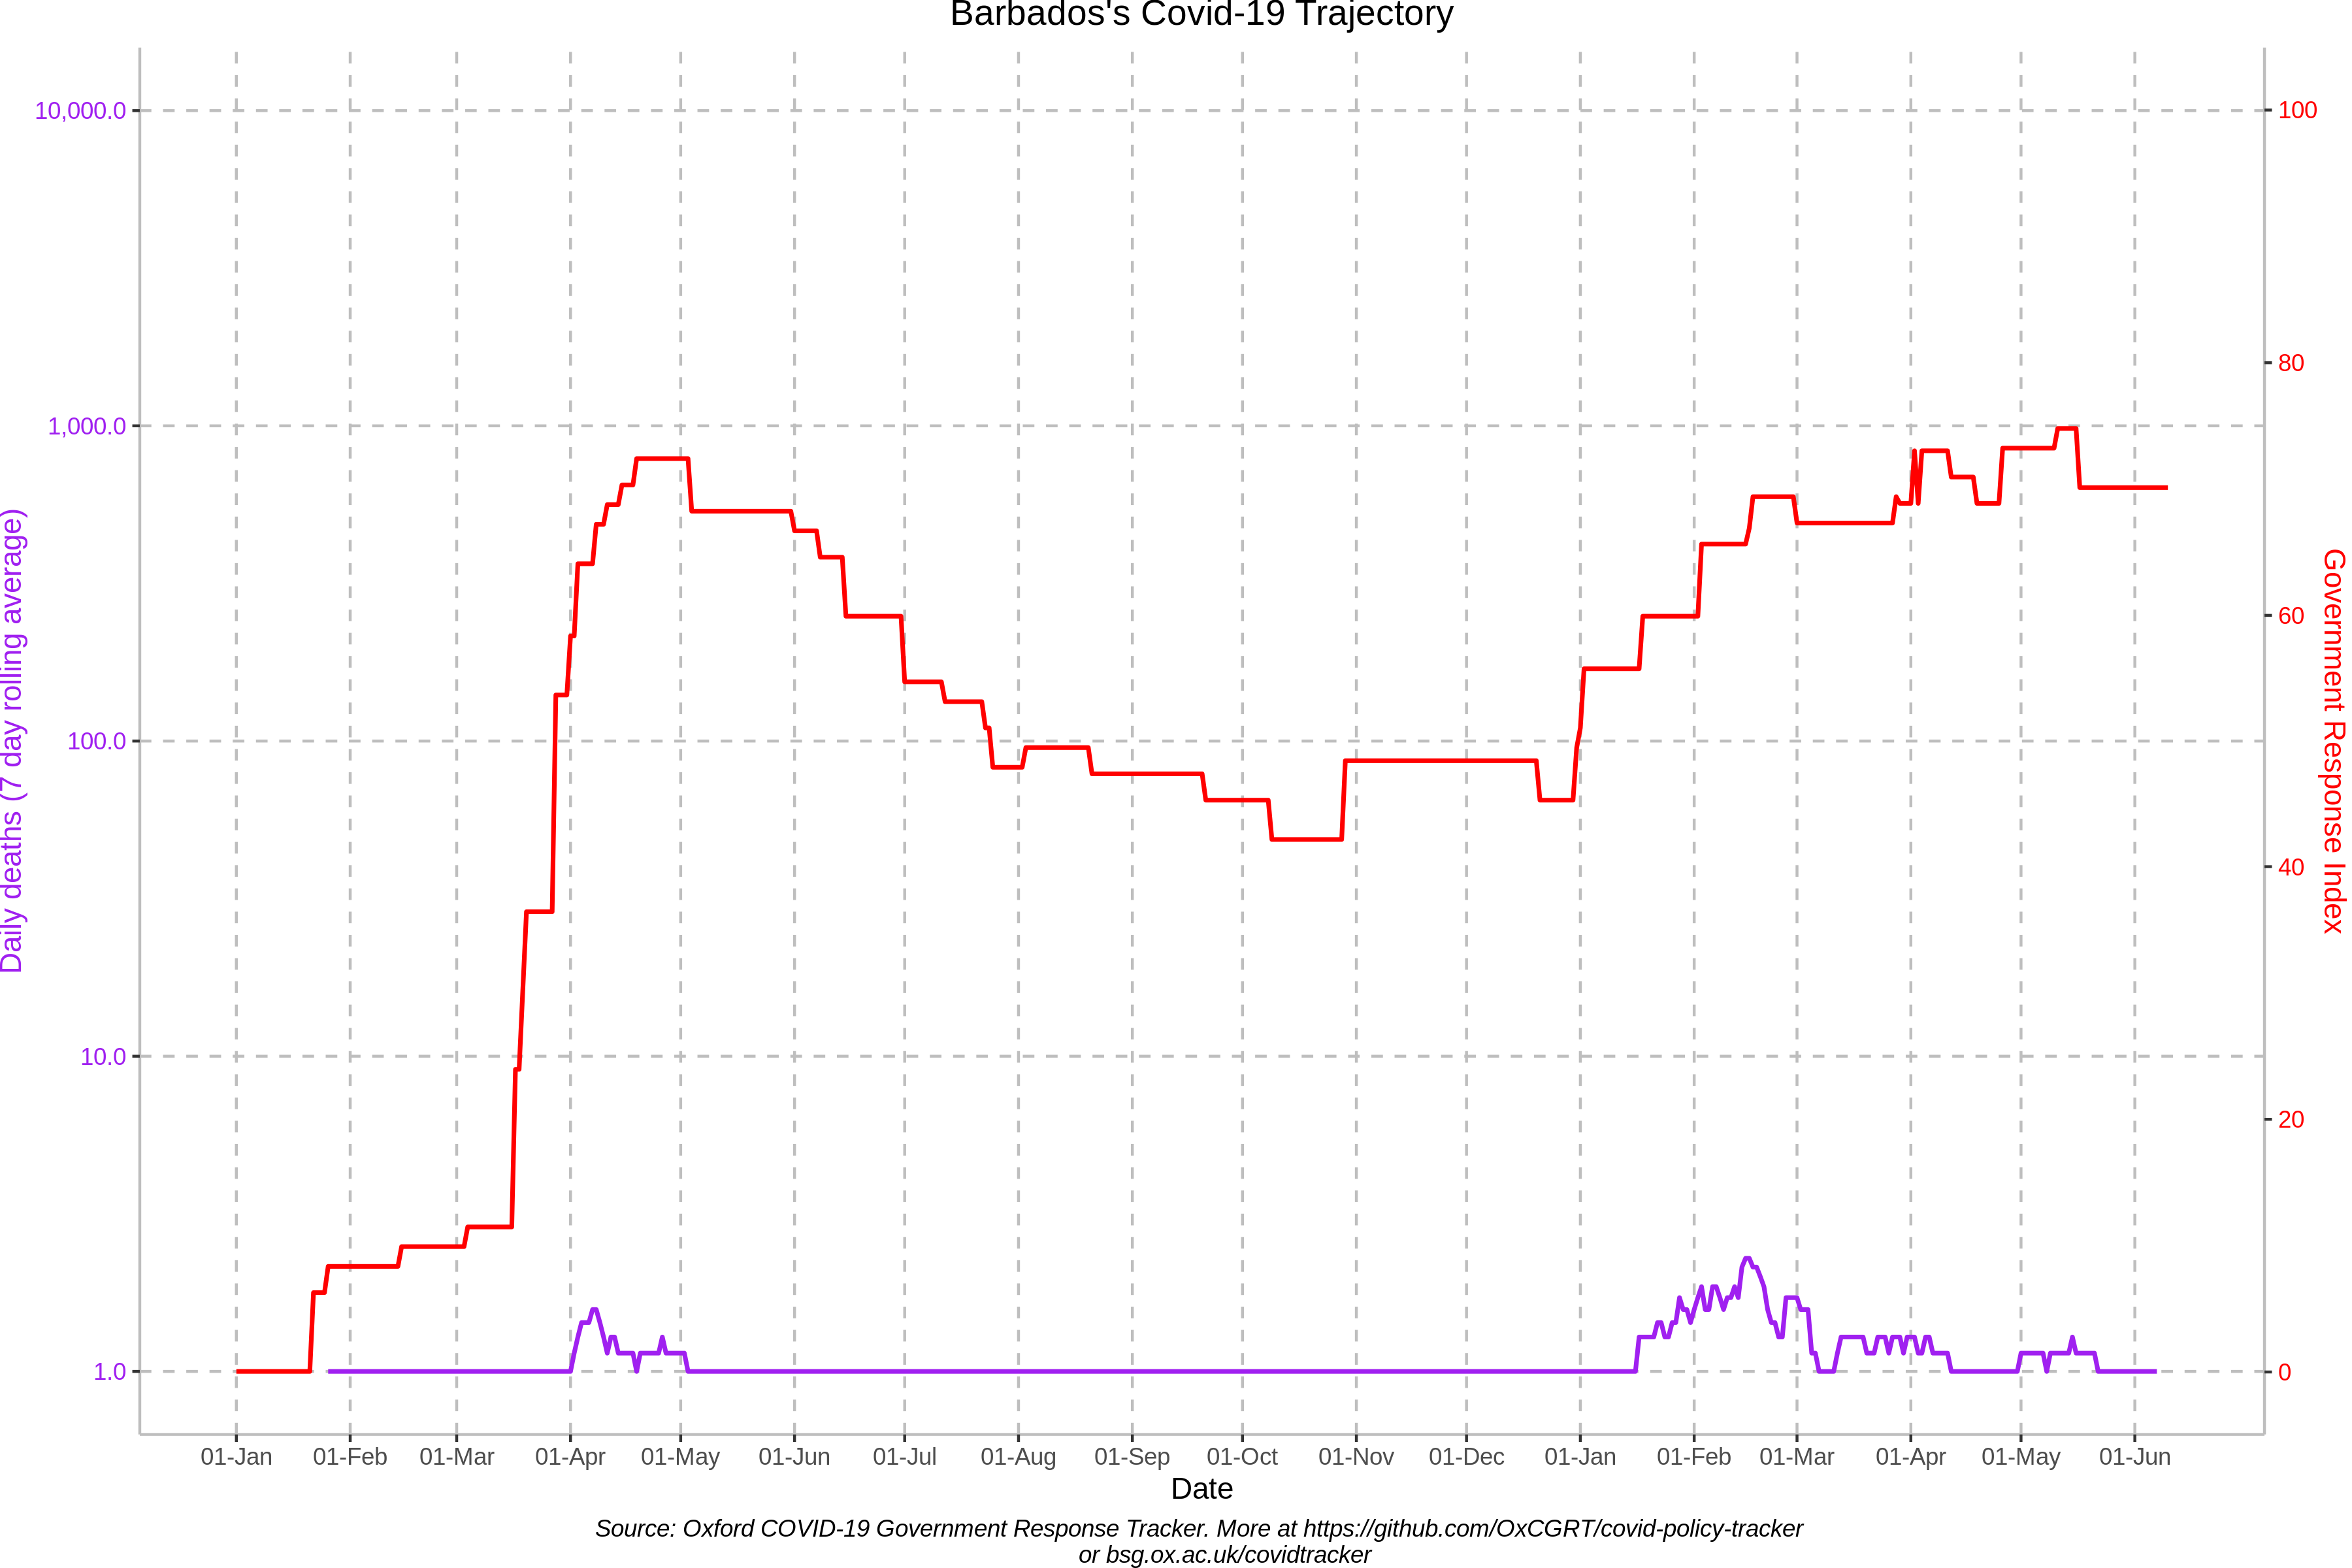 Barbados's Covid-19 Trajectory
Daily deaths (7 day rolling average)
10,000.0
1,000.0
100.0
10.0
1.0
100
80
60
40
20
0
Government Response Index
01-Jan 01-Feb 01-Mar 01-Apr 01-May 01-Jun 01-Jul 01-Aug 01-Sep 01-Oct 01-Nov 01-Dec 01-Jan 01-Feb 01-Mar 01-Apr 01-May 01-Jun
Date
Source: Oxford COVID-19 Government Response Tracker. More at https://github.com/OxCGRT/covid-policy-tracker
or bsg.ox.ac.uk/covidtracker